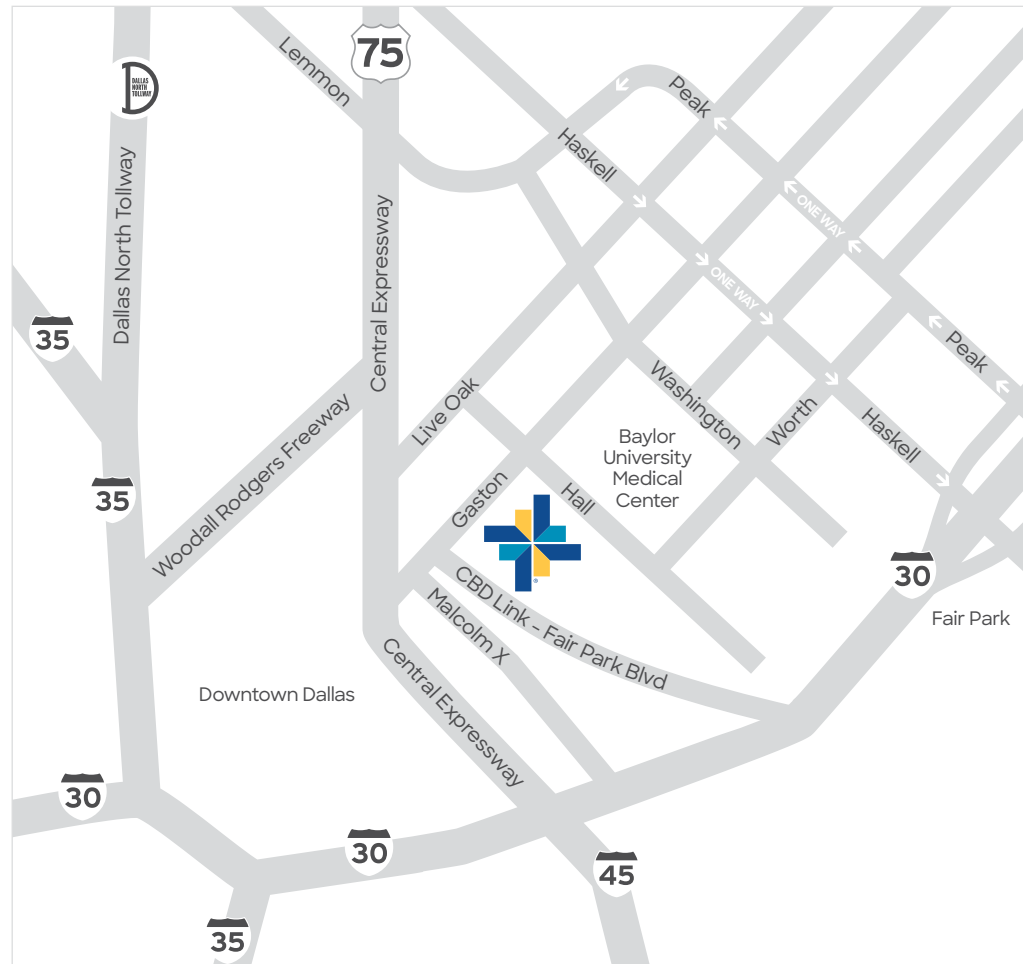 75
Lemmon
DALLAS
NORTH
TOLLWAY
Peak
Haskell
ONE WAY
Dallas North Tollway
Central Expressway
ONE WAY
35
Peak
Live Oak
Washington
Worth
Woodall Rodgers Freeway
Haskell
Baylor
University
Medical
Center
35
Gaston
Hall
30
CBD Link – Fair Park Blvd
Malcolm X
Fair Park
Central Expressway
Downtown Dallas
30
30
45
35
®